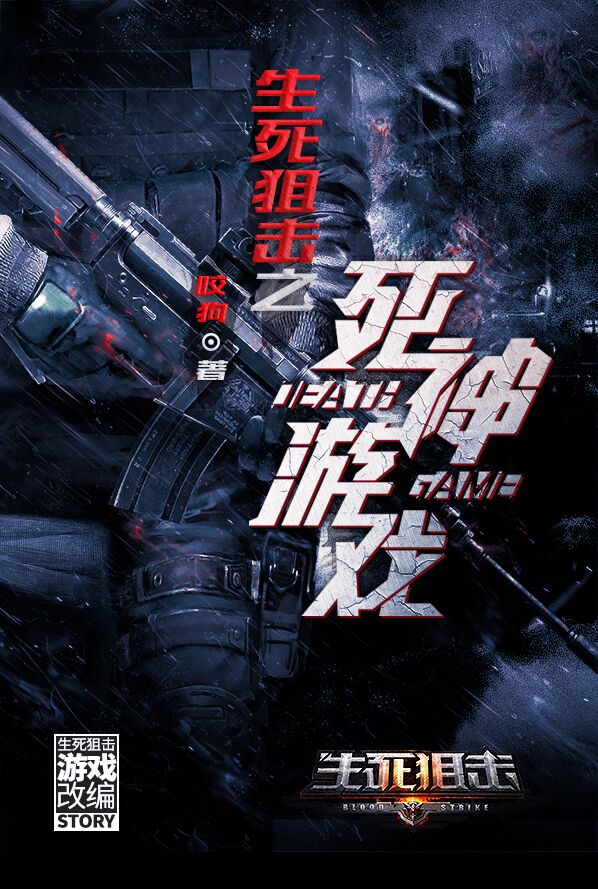 生死狙击之
咬狗◎著
死神
DEATH
游戏
GAME
生死狙击
游戏
改编
STORY
生死狙击
BLOOD STRIKE